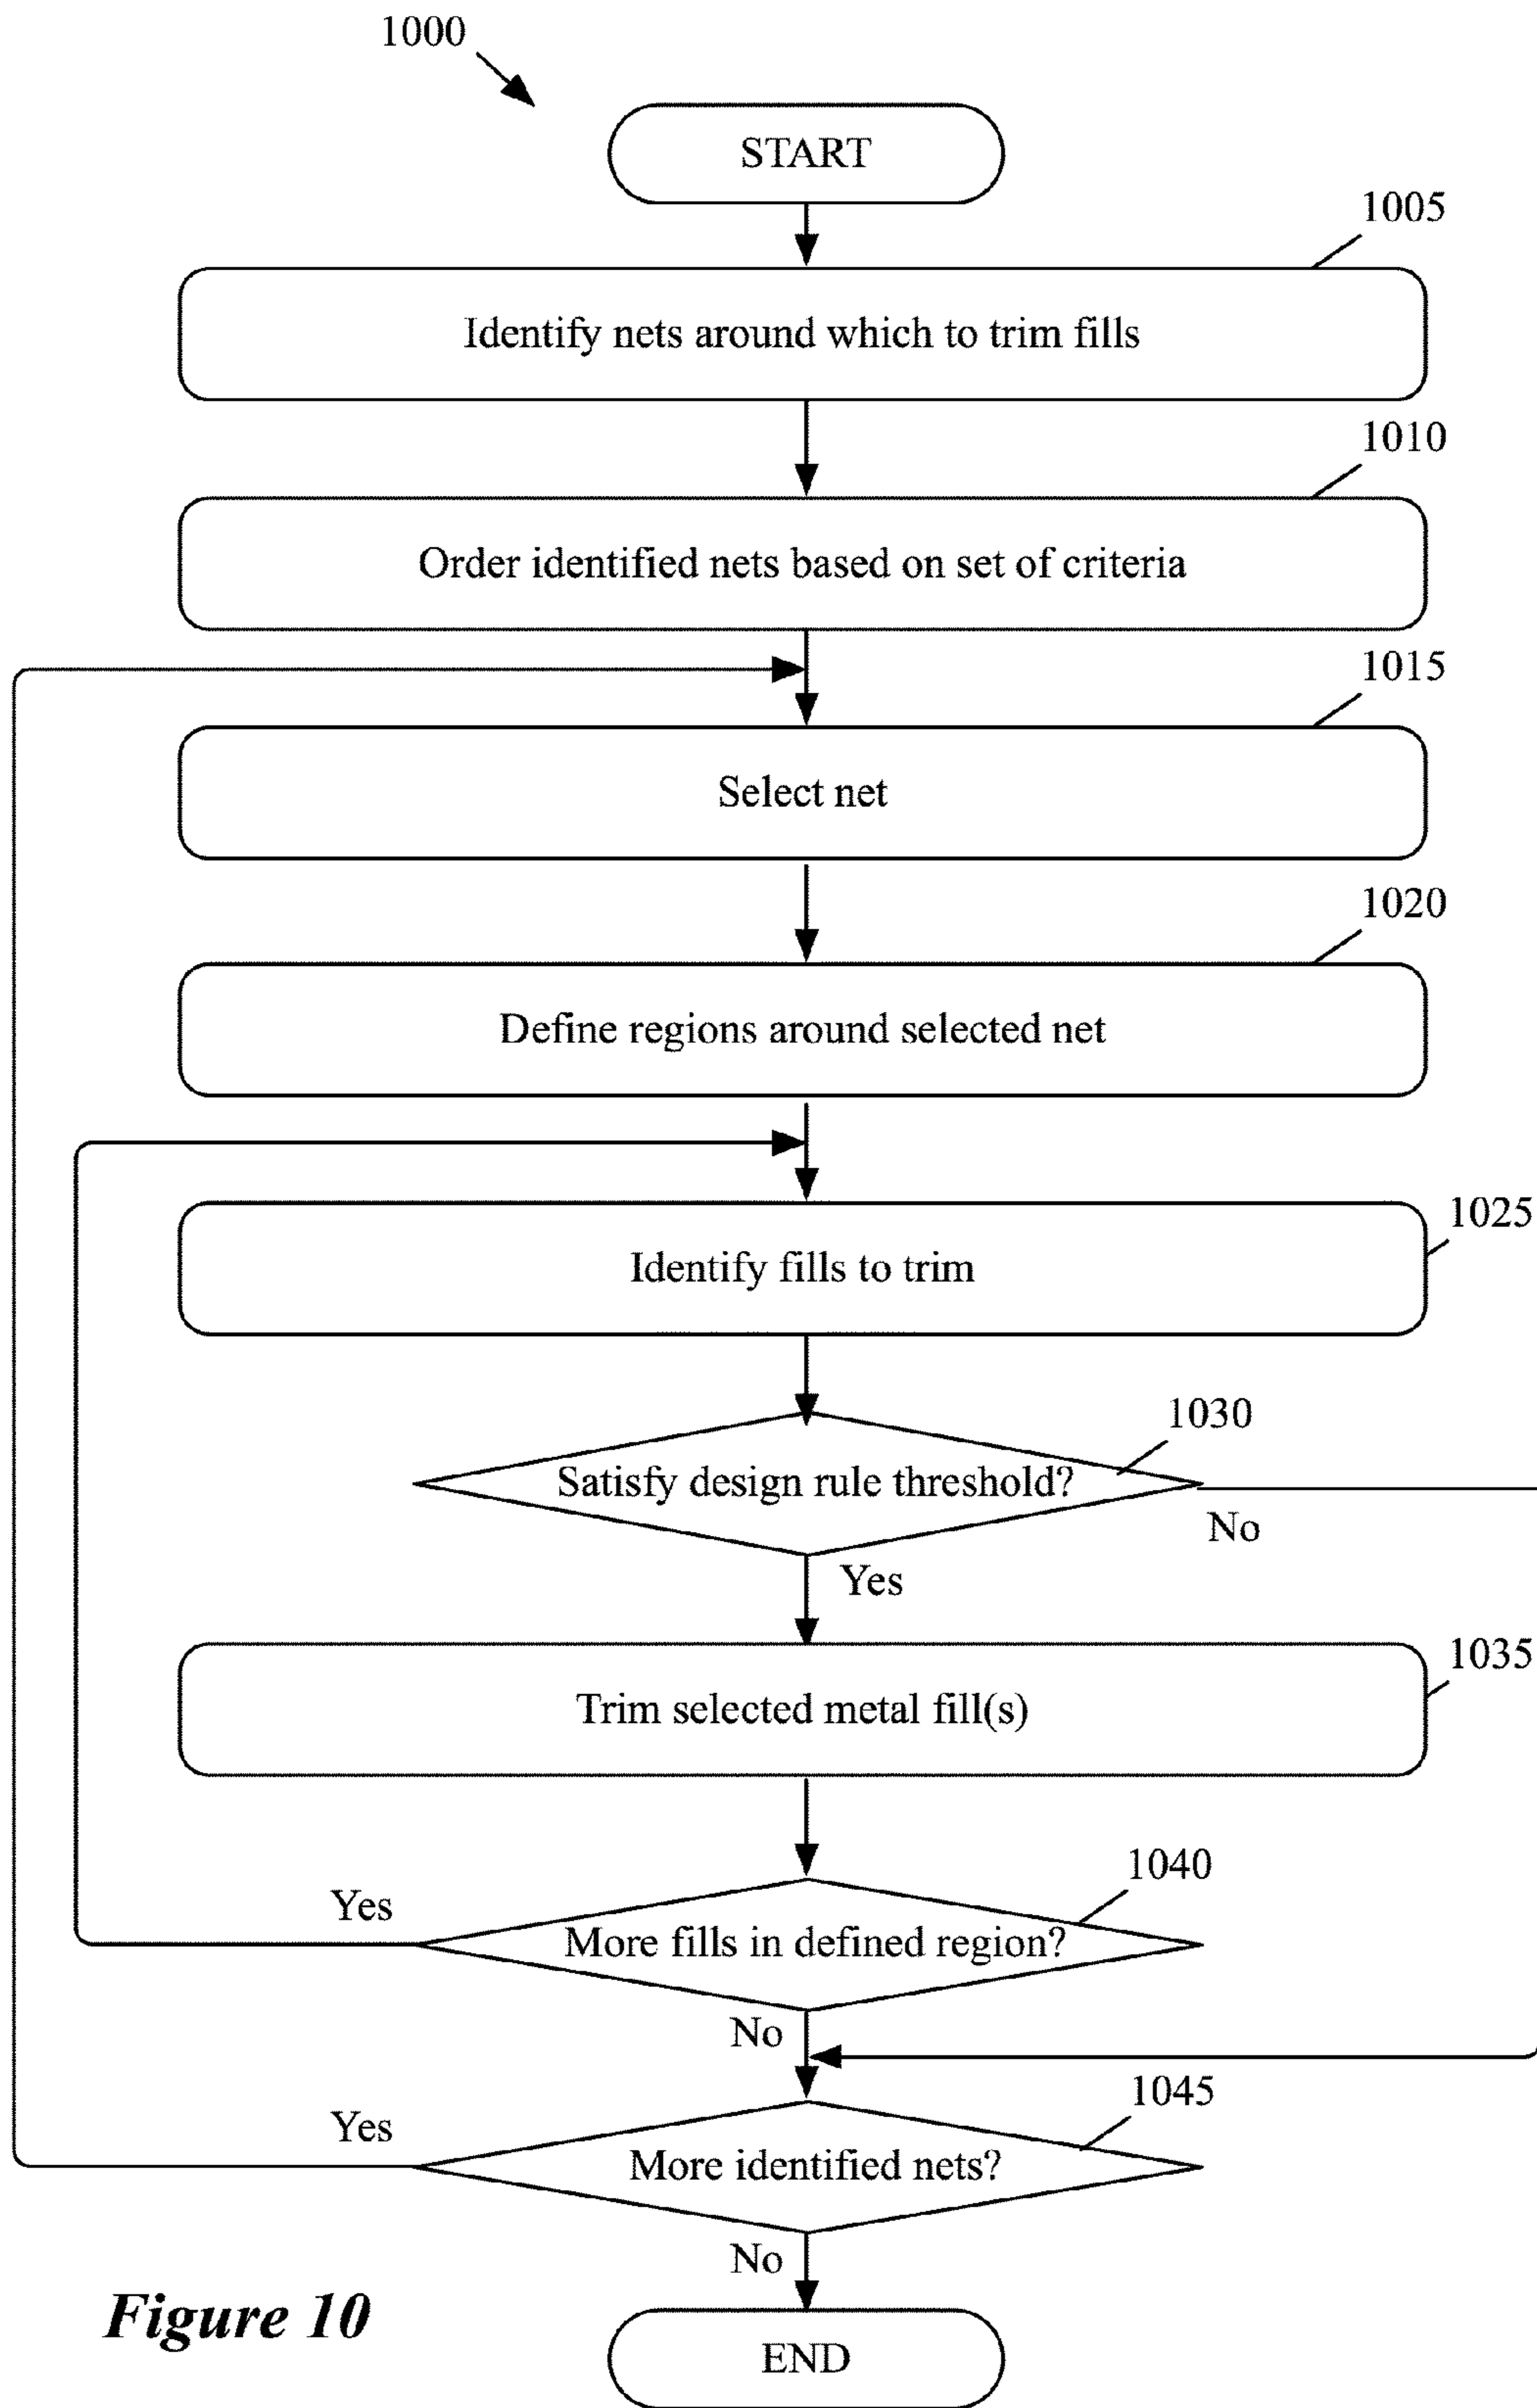 1000
START
1005
Identify nets around which to trim fills
1010
Order identified nets based on set of criteria
1015
Select net
1020
Define regions around selected net
1025
Identify fills to trim
1030
Satisfy design rule threshold?
No
Yes
1035
Trim selected metal fill(s)
1040
Yes
More fills in defined region?
No
1045
Yes
More identified nets?
No
Figure 10
END